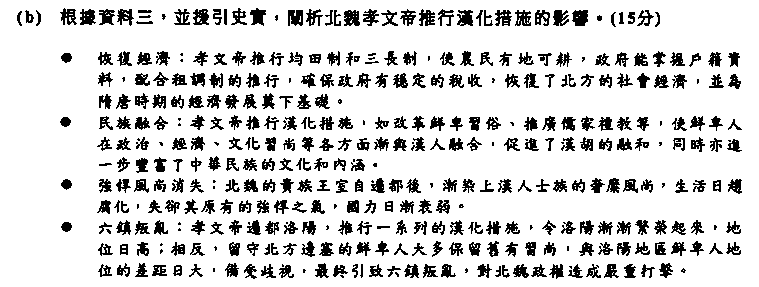 (b) 根據資料三，並援引史實，闡析北魏孝文帝推行漢化措施的影響。(15分)
● 恢復經濟：孝文帝推行均田制和三長制，使農民有地可耕，政府能掌握戶籍資
料，配合租調制的推行，確保政府有穩定的稅收，恢復了北方的社會經濟，並為
隋唐時期的經濟發展奠下基礎。
● 民族融合：孝文帝推行漢化措施，如改革鮮卑習俗、推廣儒家禮教等，使鮮卑人
在政治、經濟、文化習尚等各方面漸與漢人融合，促進了漢胡的融和，同時亦進
一步豐富了中華民族的文化和內涵。
● 強悍風尚消失：北魏的貴族王室自遷都後，漸染上漢人士族的奢糜風尚，生活日趨
腐化，失卻其原有的強悍之氣，國力日漸衰弱。
● 六鎮叛亂：孝文帝遷都洛陽，推行一系列的漢化措施，令洛陽漸漸繁榮起來，地
位日高；相反，留守北方邊塞的鮮卑人大多保留舊有習尚，與洛陽地區鮮卑人地
位的差距日大，備受歧視，最終引致六鎮叛亂，對北魏政權造成嚴重打擊。